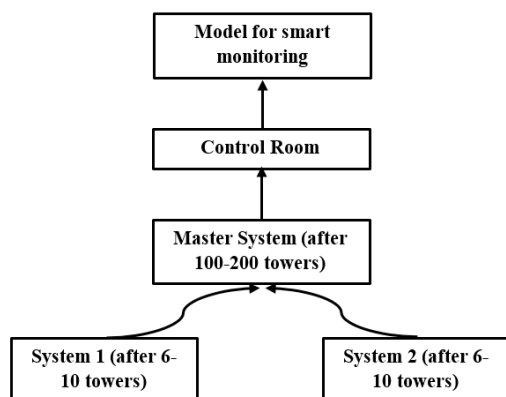 Model for smart
monitoring
Control Room
Master System (after
100-200 towers)
System 1 (after 6-
10 towers)
System 2 (after 6-
10 towers)